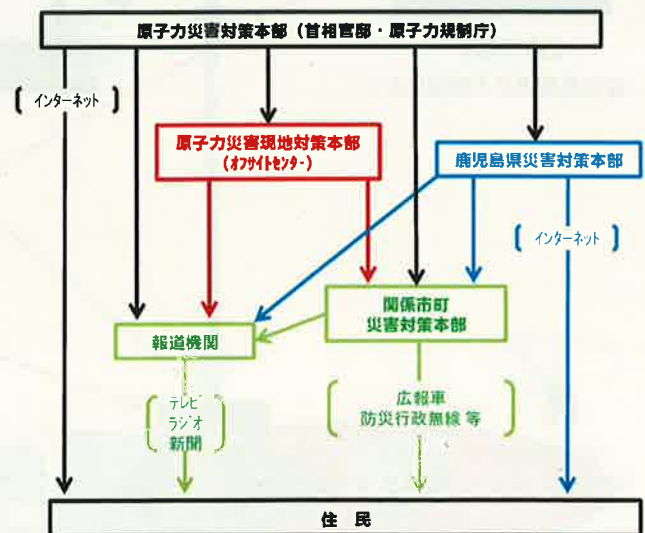 原子力災害対策本部（首相官邸・原子力規制庁）
〔 インターネット 〕
原子力災害現地対策本部
（オフサイトセンター）
鹿児島県災害対策本部
〔 インターネット 〕
関係市町
災害対策本部
報道機関
テレビ
ラジオ
新聞
広報車
防災行政無線 等
住 民